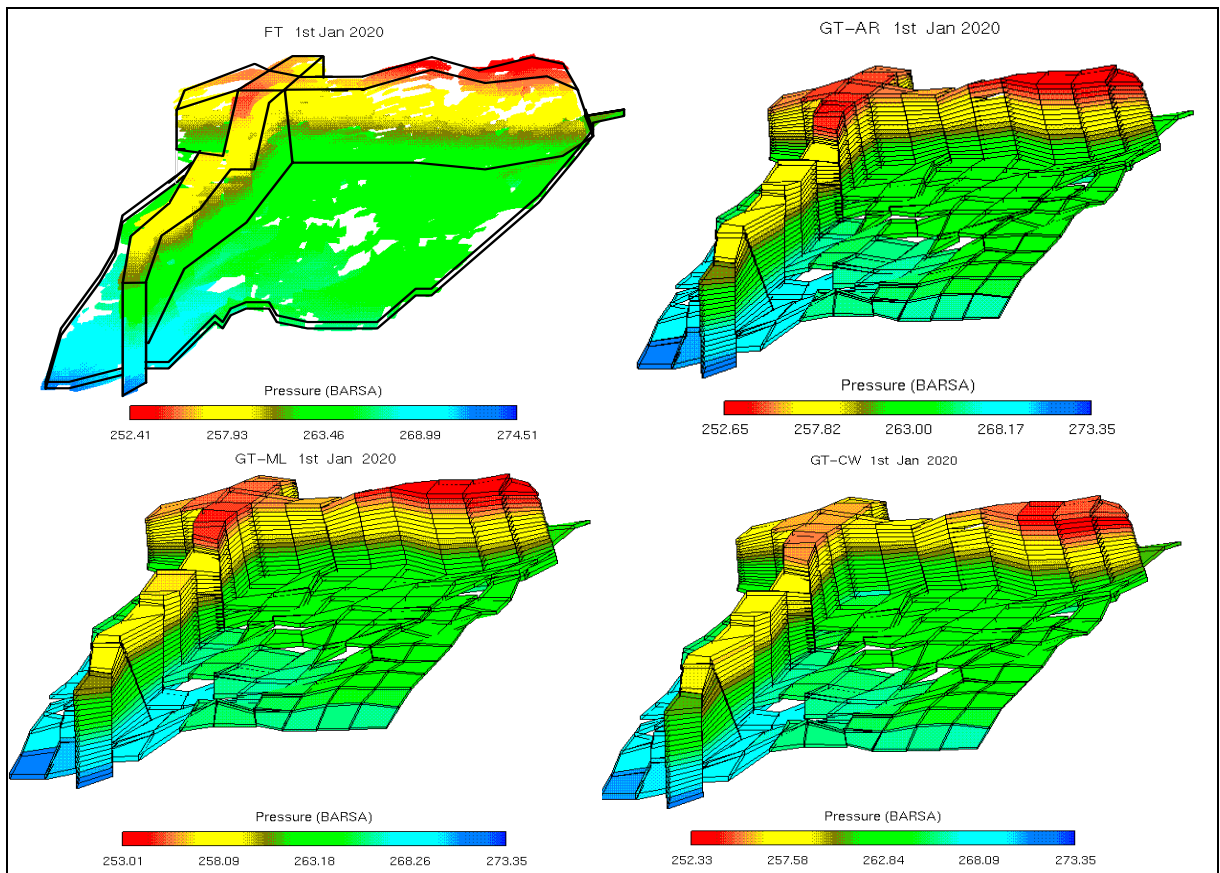 FT 1st Jan 2020
GT-AR 1st Jan 2020
Pressure (BARSA)
252.41 257.93 263.46 268.99 274.51
Pressure (BARSA)
252.65 257.82 263.00 268.17 273.35
GT-ML 1st Jan 2020
GT-CW 1st Jan 2020
Pressure (BARSA)
253.01 258.09 263.18 268.26 273.35
Pressure (BARSA)
252.33 257.58 262.84 268.09 273.35